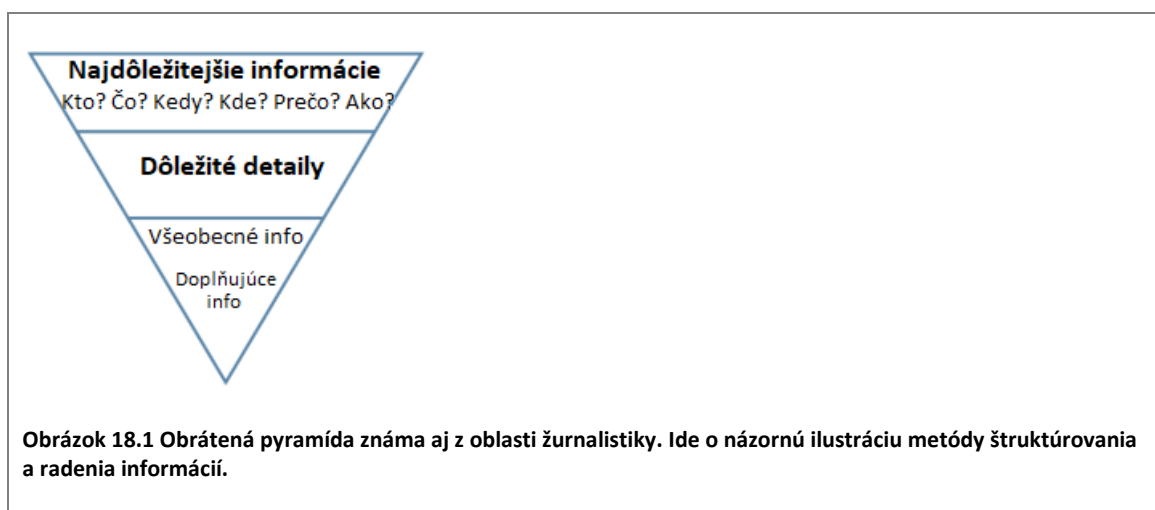 Najdôležitejšie informácie
Kto? Čo? Kedy? Kde? Prečo? Ako?
Dôležité detaily
Všeobecné info
Doplňujúce
info
Obrázok 18.1 Obrátená pyramída známa aj z oblasti žurnalistiky. Ide o názornú ilustráciu metódy štruktúrovania
a radenia informácií.